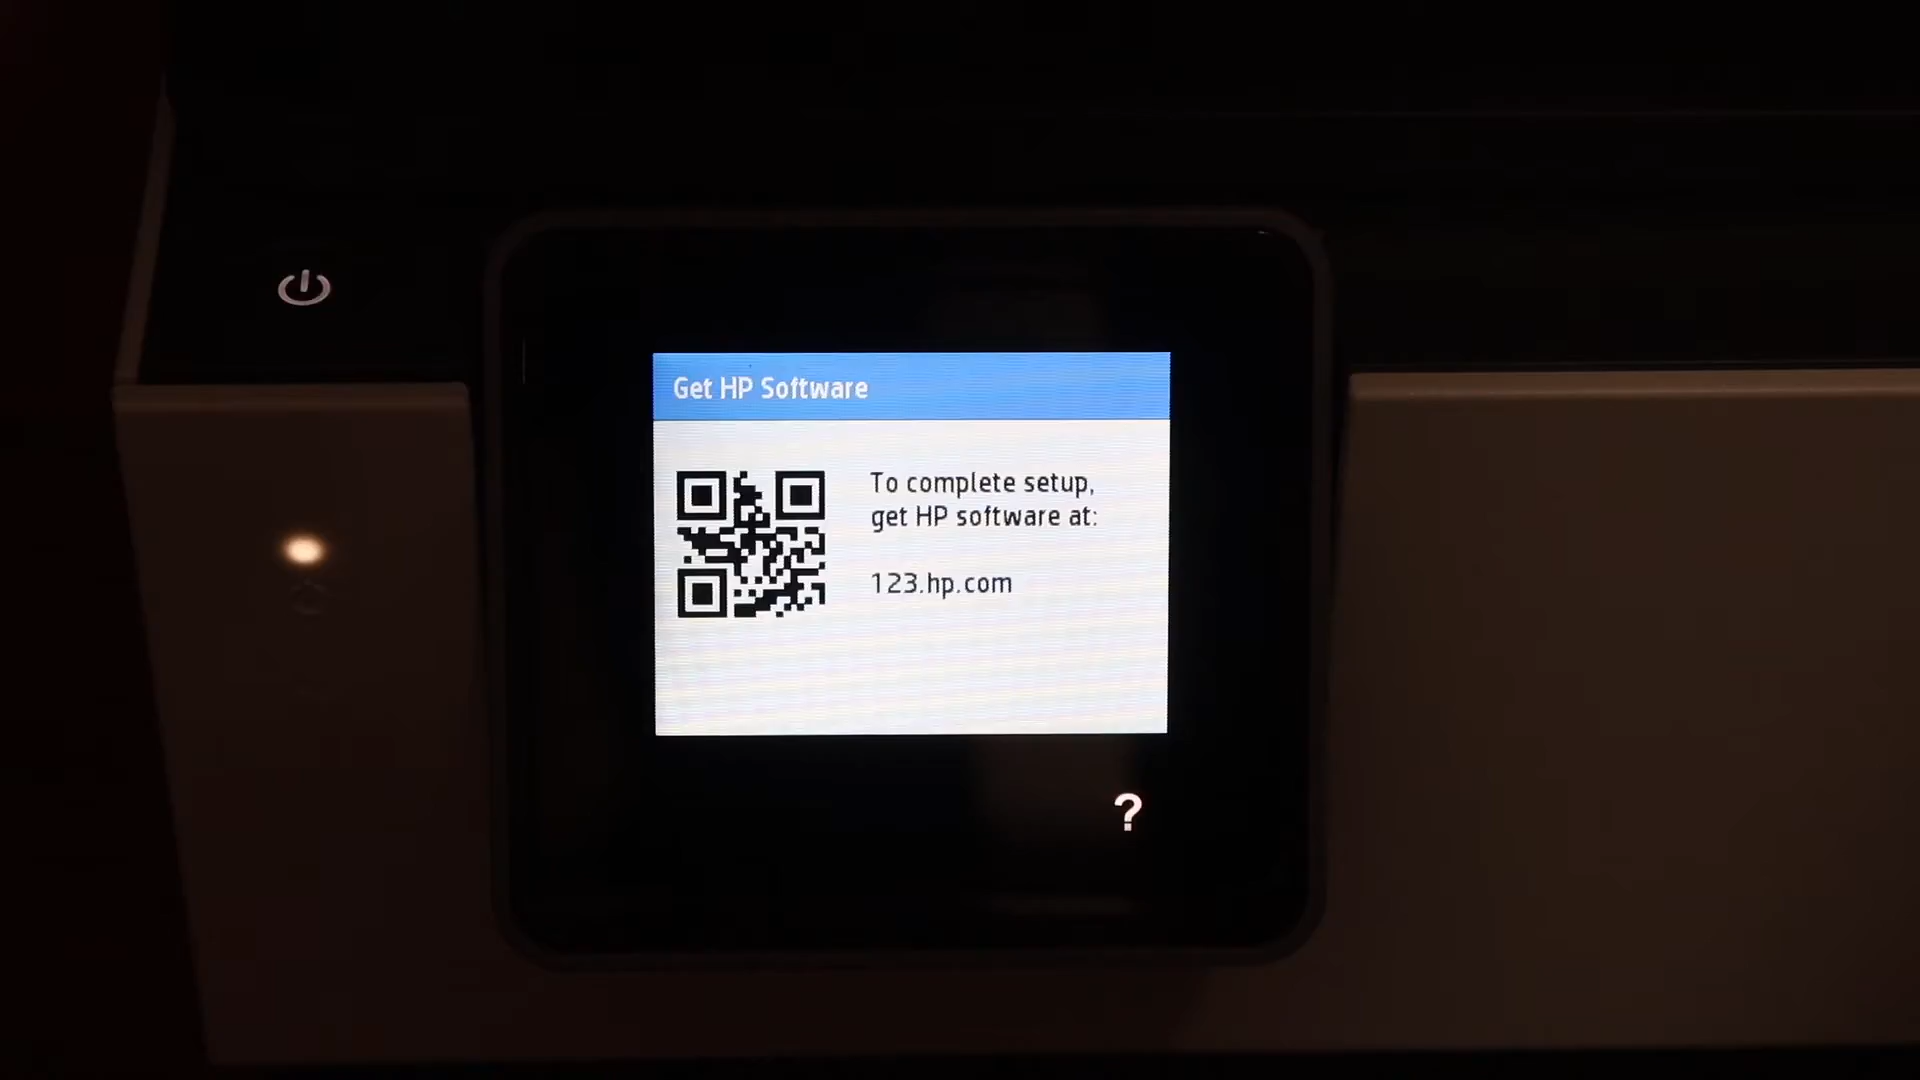 Get HP Software
To complete setup,
get HP software at:
123.hp.com
?